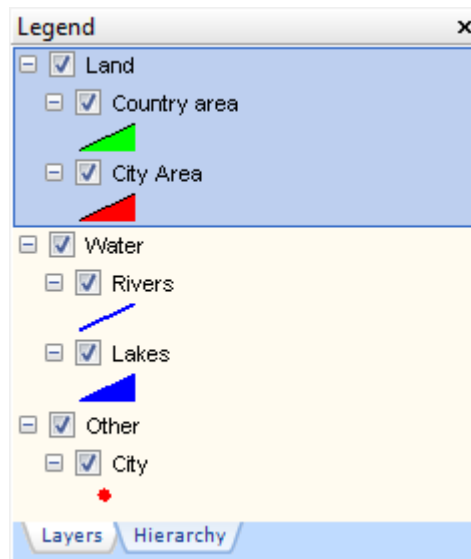 Legend
Land
Country area
City Area
Water
Rivers
Lakes
Other
City
Layers Hierarchy